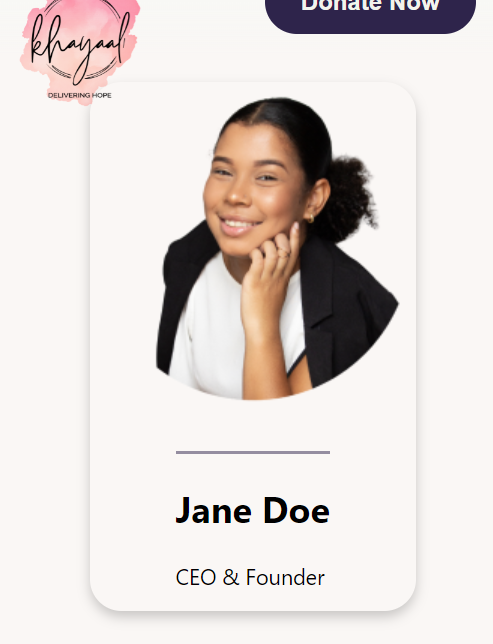 Donate Now
khayaal
DELIVERING HOPE
Jane Doe
CEO & Founder